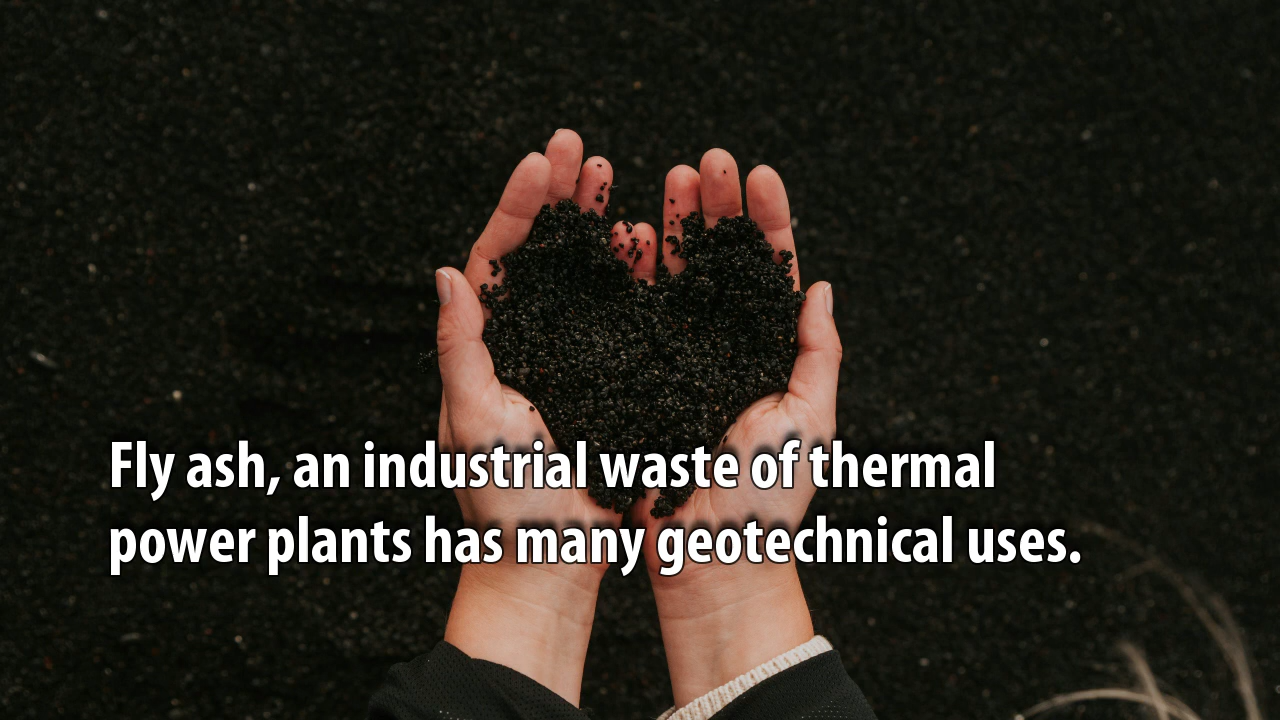 Fly ash, an industrial waste of thermal
power plants has many geotechnical uses.